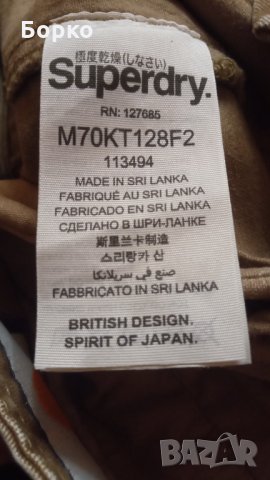 Борко
極度乾燥(しなさい)
Superdry.
RN: 127685
M70KT128F2
113494
MADE IN SRI LANKA
FABRIQUÉ AU SRI LANKA
FABRICADO EN SRI LANKA
СДЕЛАНО В ШРИ-ЛАНКЕ
斯里兰卡制造
스리랑카 산
صنع في سريلانكا
FABBRICATO IN SRI LANKA
BRITISH DESIGN.
SPIRIT OF JAPAN.
BAZAR